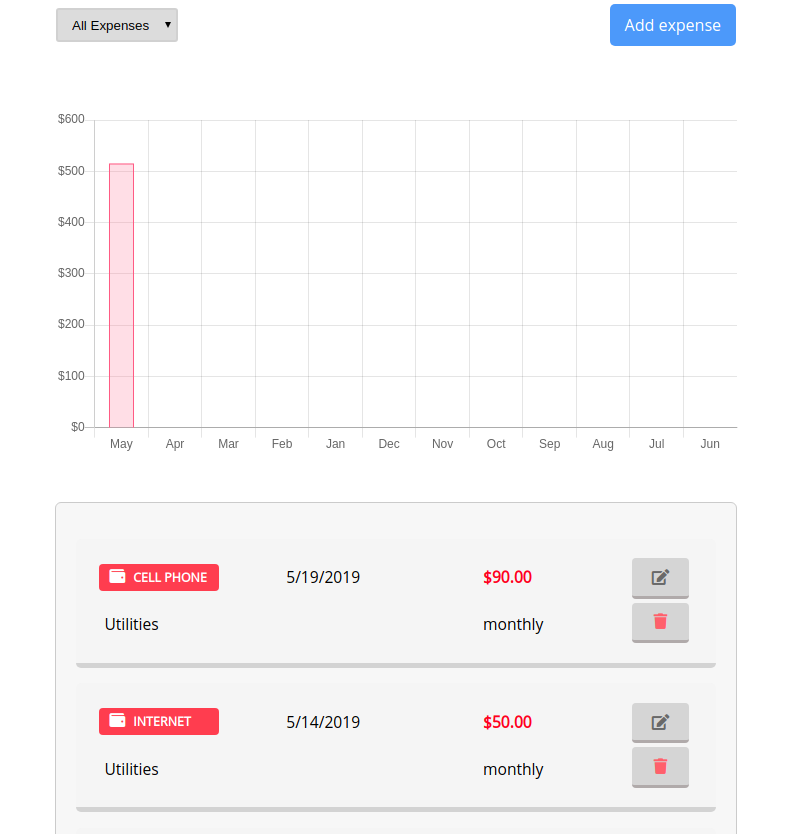 All Expenses
Add expense
$600
$500
$400
$300
$200
$100
$0
May Apr Mar Feb Jan Dec Nov Oct Sep Aug Jul Jun
CELL PHONE 5/19/2019 $90.00
Utilities monthly
INTERNET 5/14/2019 $50.00
Utilities monthly